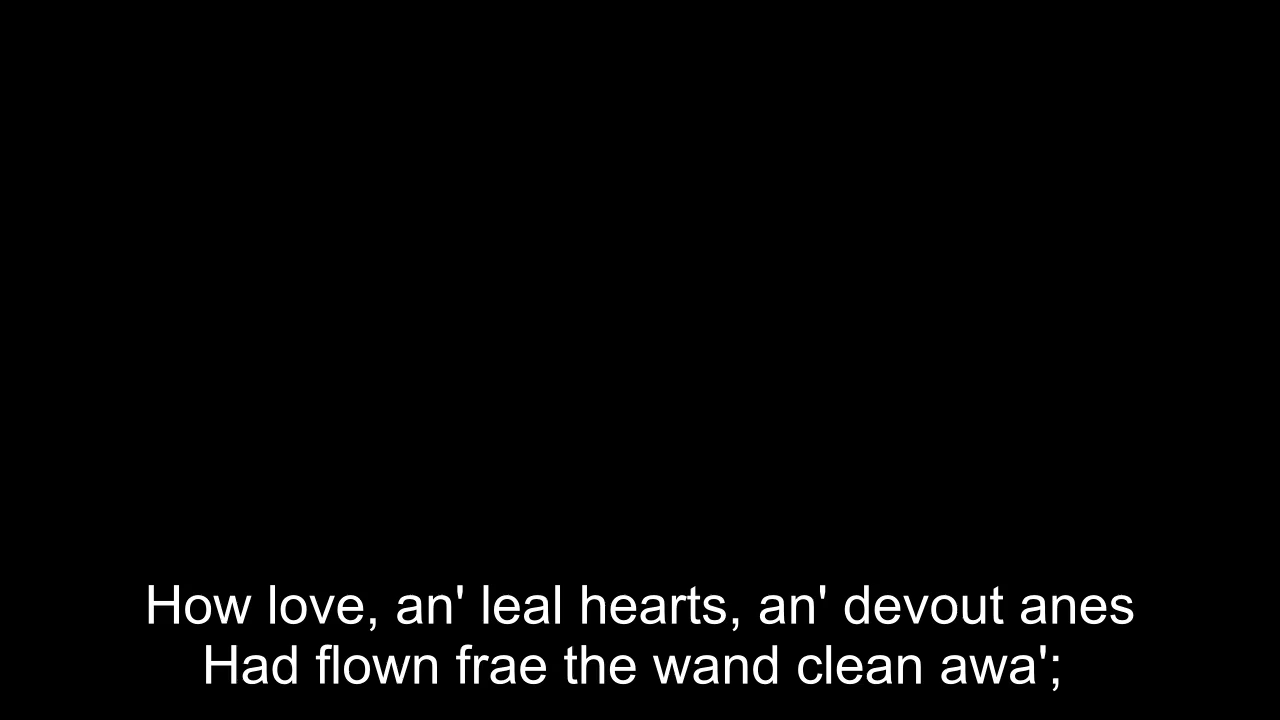 How love, an' leal hearts, an' devout anes
Had flown frae the wand clean awa';